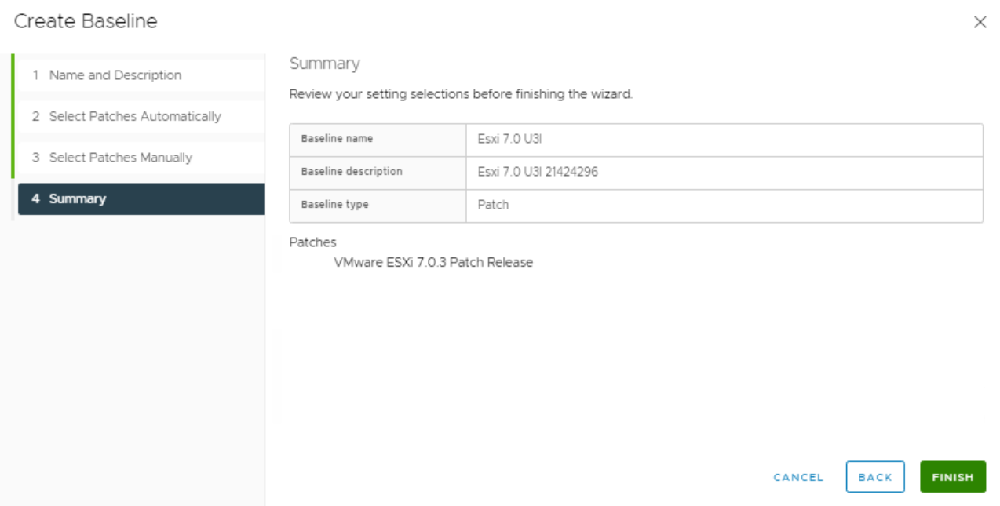 Create Baseline
1 Name and Description
2 Select Patches Automatically
3 Select Patches Manually
4 Summary
Summary
Review your setting selections before finishing the wizard.
Baseline name Esxi 7.0 U3l
Baseline description Esxi 7.0 U3l 21424296
Baseline type Patch
Patches
VMware ESXi 7.0.3 Patch Release
CANCEL BACK FINISH